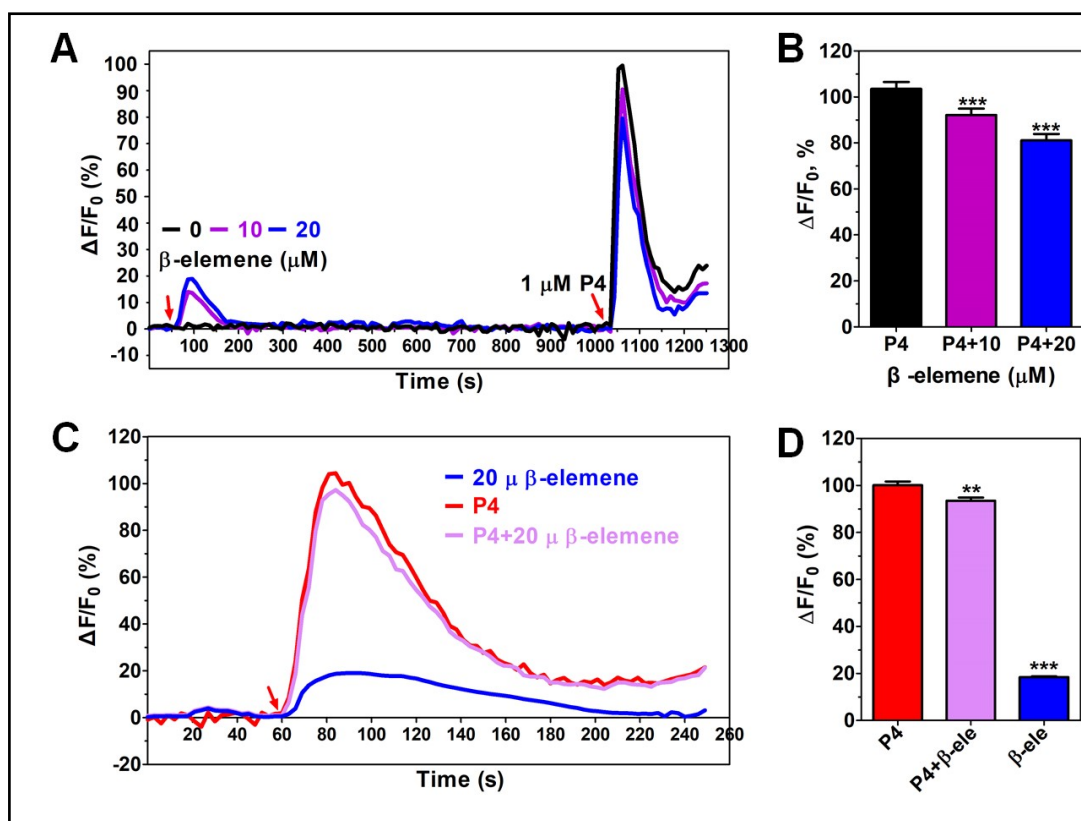 A
ΔF/F0 (%)
100
90
80
70
60
50
40
30
20
10
0
-10
0 10 20
β-elemene (μM)
1 μM P4
100 200 300 400 500 600 700 800 900 1000 1100 1200 1300
Time (s)
B
ΔF/F0, %
120
100
80
60
40
20
0
***
***
P4 P4+10 P4+20
β -elemene (μM)
C
ΔF/F0 (%)
120
100
80
60
40
20
0
-20
20 μ β-elemene
P4
P4+20 μ β-elemene
20 40 60 80 100 120 140 160 180 200 220 240 260
Time (s)
D
ΔF/F0 (%)
120
100
80
60
40
20
0
**
***
P4 P4+β-ele β-ele